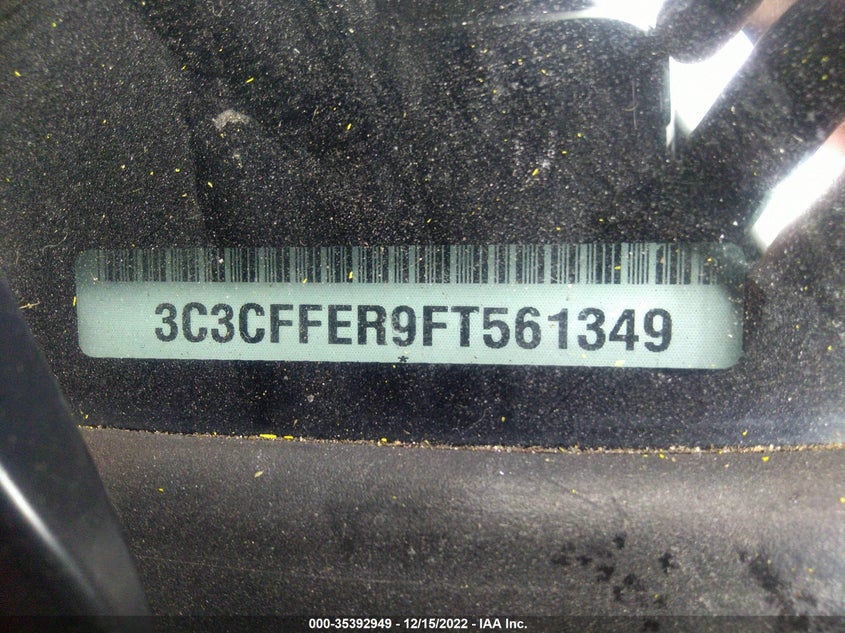 3C3CFFER9FT561349
*
000-35392949 - 12/15/2022 - IAA Inc.